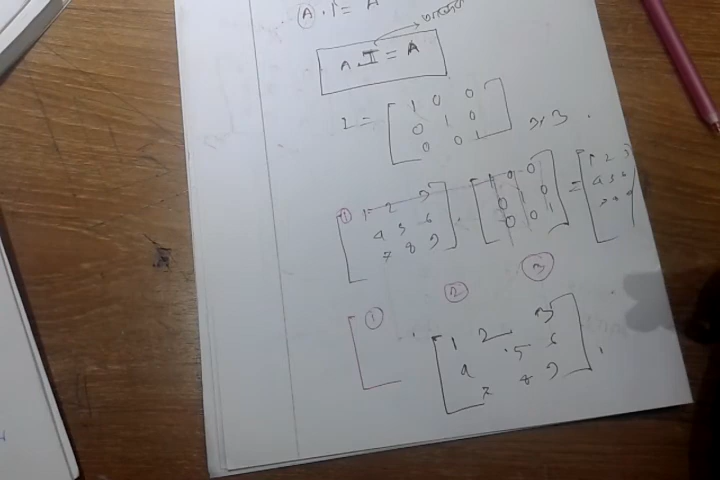 A . I = A
A.I = A
I = [ 1 0 0
0 1 0
0 0 1 ] 3x3 .
① [ 1 2 3
4 5 6
7 8 9 ] . [ 1 0 0
0 1 0
0 0 1 ] = [ 1 2 3
4 5 6
7 8 9 ]
② ③
[ ① . [ 1 2 3
4 5 6
7 8 9 ] .